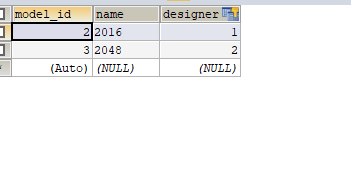 model_id name designer
2 2016 1
3 2048 2
(Auto) (NULL) (NULL)